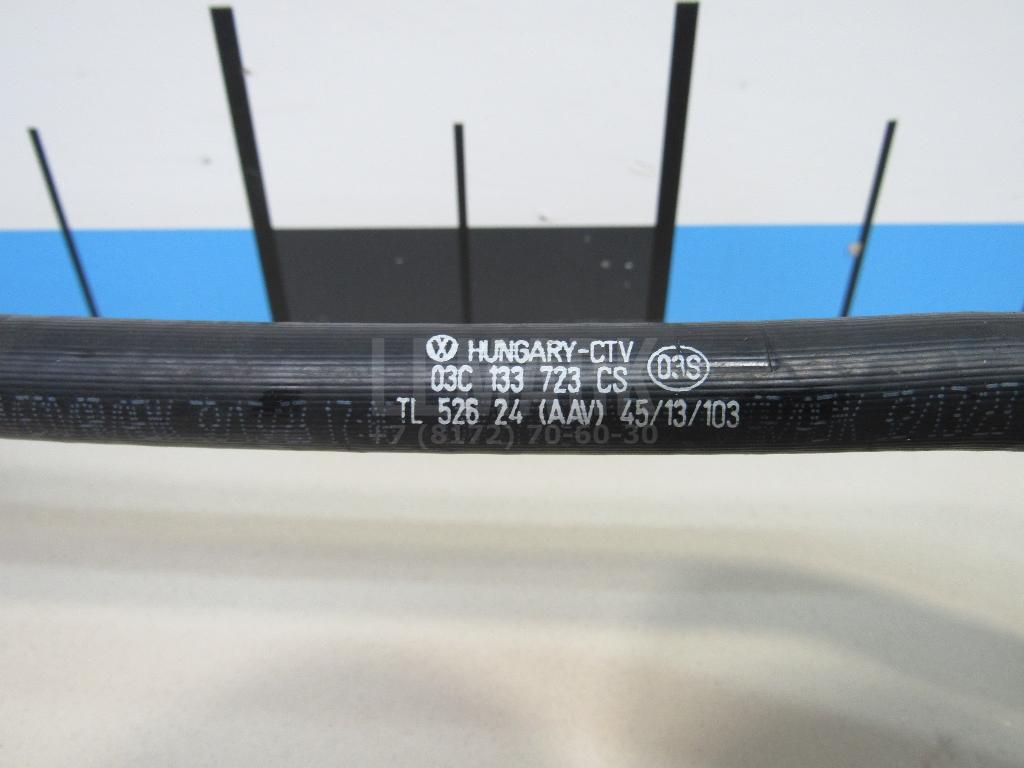 HUNGARY-CTV
03C 133 723 CS 03S
TL 526 24 (AAV) 45/13/103
+7 (8172) 70-60-30